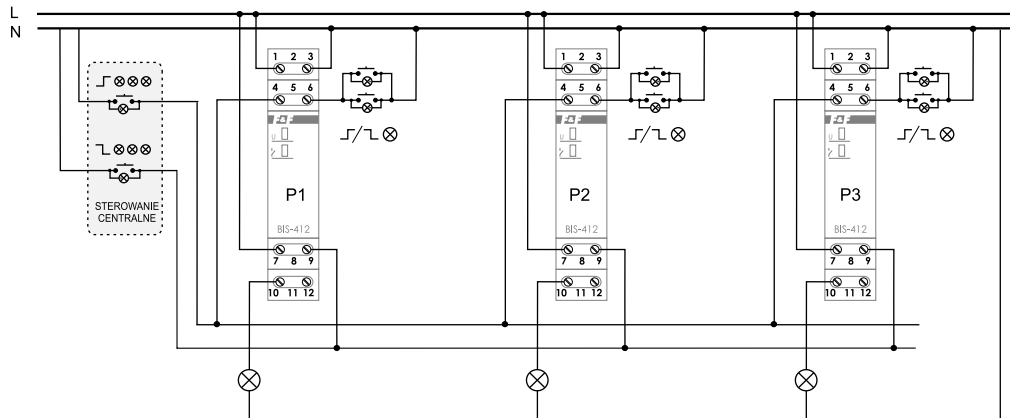 L
N
1 2 3
1 2 3
1 2 3
4 5 6
4 5 6
4 5 6
F&F
F&F
F&F
U
U
U
STEROWANIE
CENTRALNE
P1
P2
P3
BIS-412
BIS-412
BIS-412
7 8 9
7 8 9
7 8 9
10 11 12
10 11 12
10 11 12